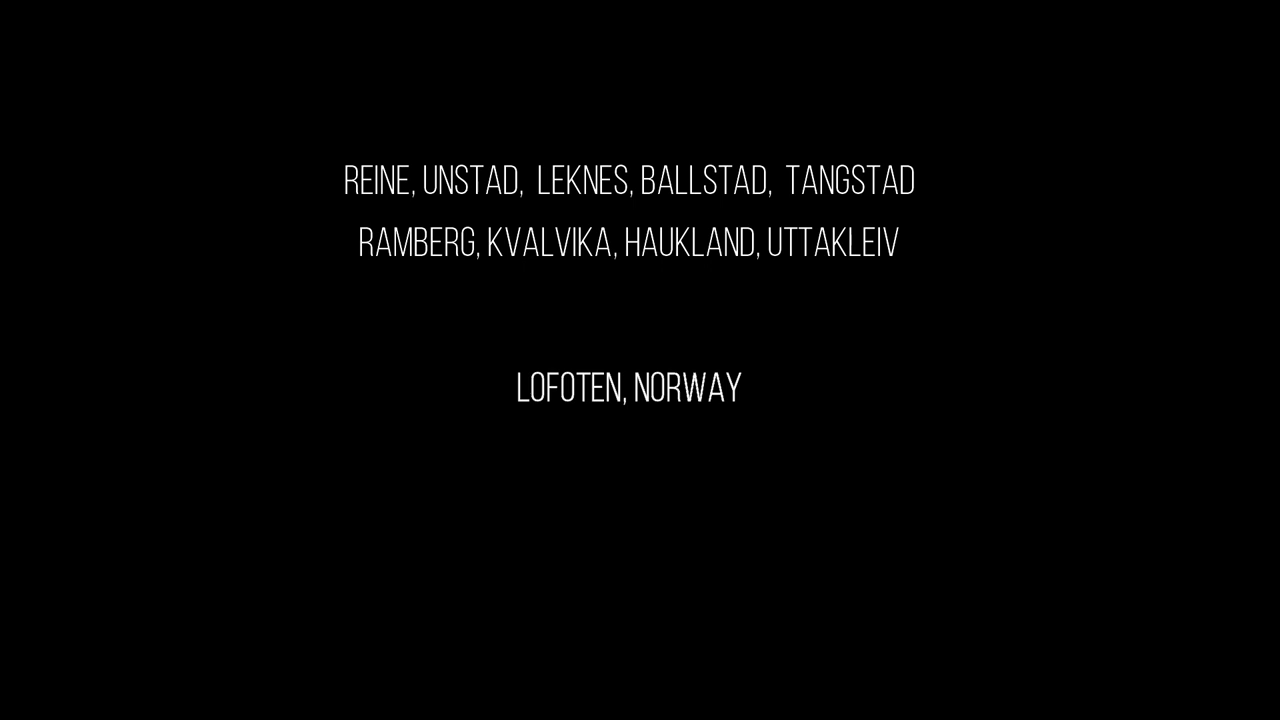 REINE, UNSTAD, LEKNES, BALLSTAD, TANGSTAD
RAMBERG, KVALVIKA, HAUKLAND, UTTAKLEIV
LOFOTEN, NORWAY